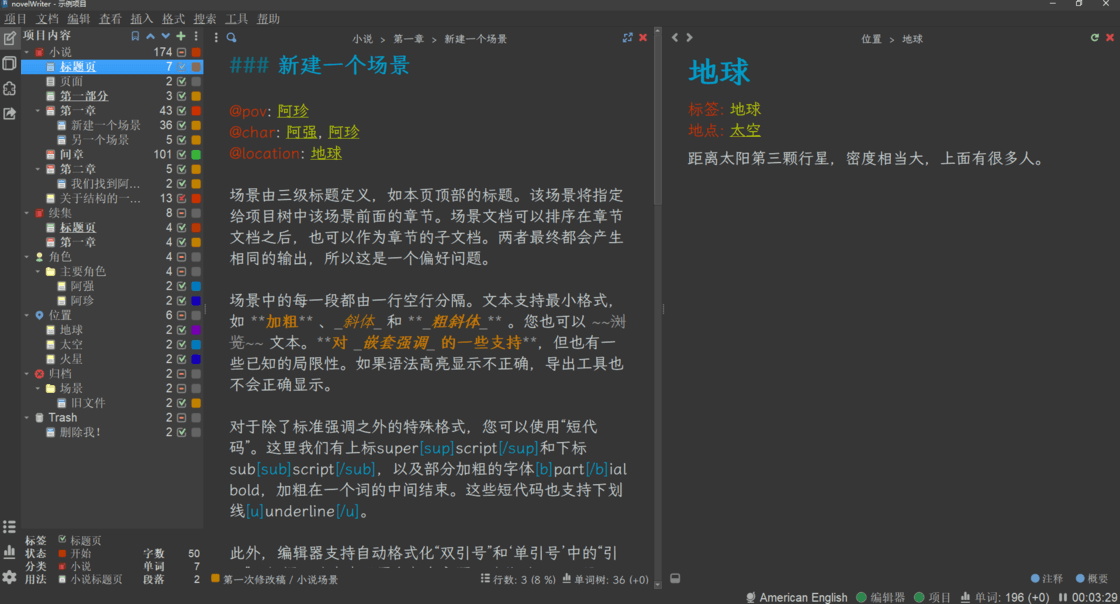 novelWriter - 示例项目
项目 文档 编辑 查看 插入 格式 搜索 工具 帮助
项目内容
小说 174
标题页 7
页面 2
第一部分 3
第一章 43
新建一个场景 36
另一个场景 5
间章 101
第二章 5
我们找到阿... 2
关于结构的一... 13
续集 8
标题页 4
第一章 4
角色 4
主要角色 4
阿强 2
阿珍 2
位置 6
地球 2
太空 2
火星 2
归档 2
场景 2
旧文件 2
Trash 2
删除我！ 2
标签 标题页
状态 开始 字数 50
分类 小说 单词 7
用法 小说标题页 段落 2
小说 > 第一章 > 新建一个场景
### 新建一个场景
@pov: 阿珍
@char: 阿强, 阿珍
@location: 地球
场景由三级标题定义，如本页顶部的标题。该场景将指定
给项目树中该场景前面的章节。场景文档可以排序在章节
文档之后，也可以作为章节的子文档。两者最终都会产生
相同的输出，所以这是一个偏好问题。
场景中的每一段都由一行空行分隔。文本支持最小格式，
如 **加粗** 、_斜体_ 和 **_粗斜体_** 。您也可以 ~~浏
览~~ 文本。**对 _嵌套强调_ 的一些支持**，但也有一
些已知的局限性。如果语法高亮显示不正确，导出工具也
不会正确显示。
对于除了标准强调之外的特殊格式，您可以使用“短代
码”。这里我们有上标super[sup]script[/sup]和下标
sub[sub]script[/sub]，以及部分加粗的字体[b]part[/b]ial
bold，加粗在一个词的中间结束。这些短代码也支持下划
线[u]underline[/u]。
此外，编辑器支持自动格式化“双引号”和‘单引号’中的“引
第一次修改稿 / 小说场景 行数: 3 (8 %) 单词树: 36 (+0)
位置 > 地球
地球
标签: 地球
地点: 太空
距离太阳第三颗行星，密度相当大，上面有很多人。
注释 概要
American English 编辑器 项目 单词: 196 (+0) 00:03:29